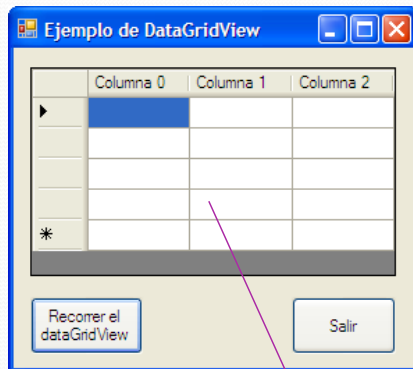 Ejemplo de DataGridView
Columna 0 Columna 1 Columna 2
Recorrer el
dataGridView
Salir